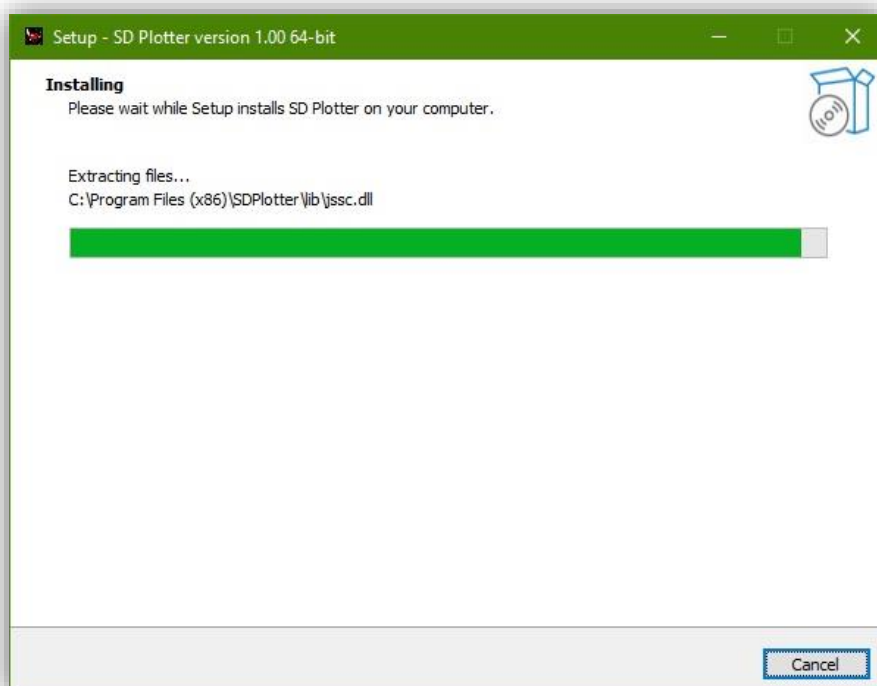 Setup - SD Plotter version 1.00 64-bit
Installing
Please wait while Setup installs SD Plotter on your computer.
Extracting files...
C:\Program Files (x86)\SDPlotter\lib\jssc.dll
Cancel